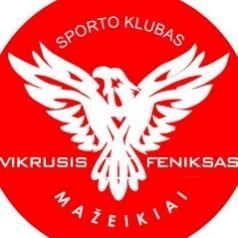 SPORTO KLUBAS
VIKRUSIS FENIKSAS
MAŽEIKIAI